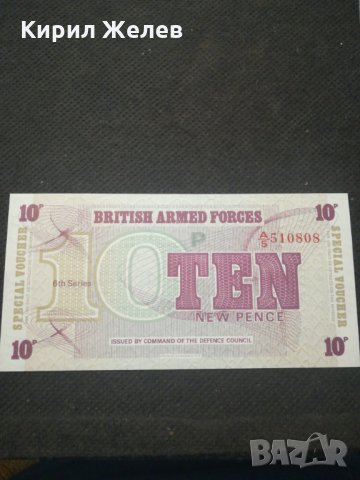 Кирил Желев
10P
BRITISH ARMED FORCES
10P
SPECIAL VOUCHER
A/5 510808
10
P
TEN
6th Series
NEW PENCE
SPECIAL VOUCHER
10P
ISSUED BY COMMAND OF THE DEFENCE COUNCIL
10P
BAZAR